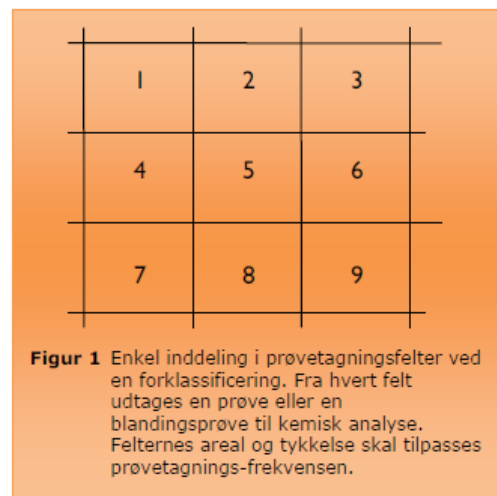 1 2 3
4 5 6
7 8 9
Figur 1 Enkel inddeling i prøvetagningsfelter ved
en forklassificering. Fra hvert felt
udtages en prøve eller en
blandingsprøve til kemisk analyse.
Felternes areal og tykkelse skal tilpasses
prøvetagnings-frekvensen.